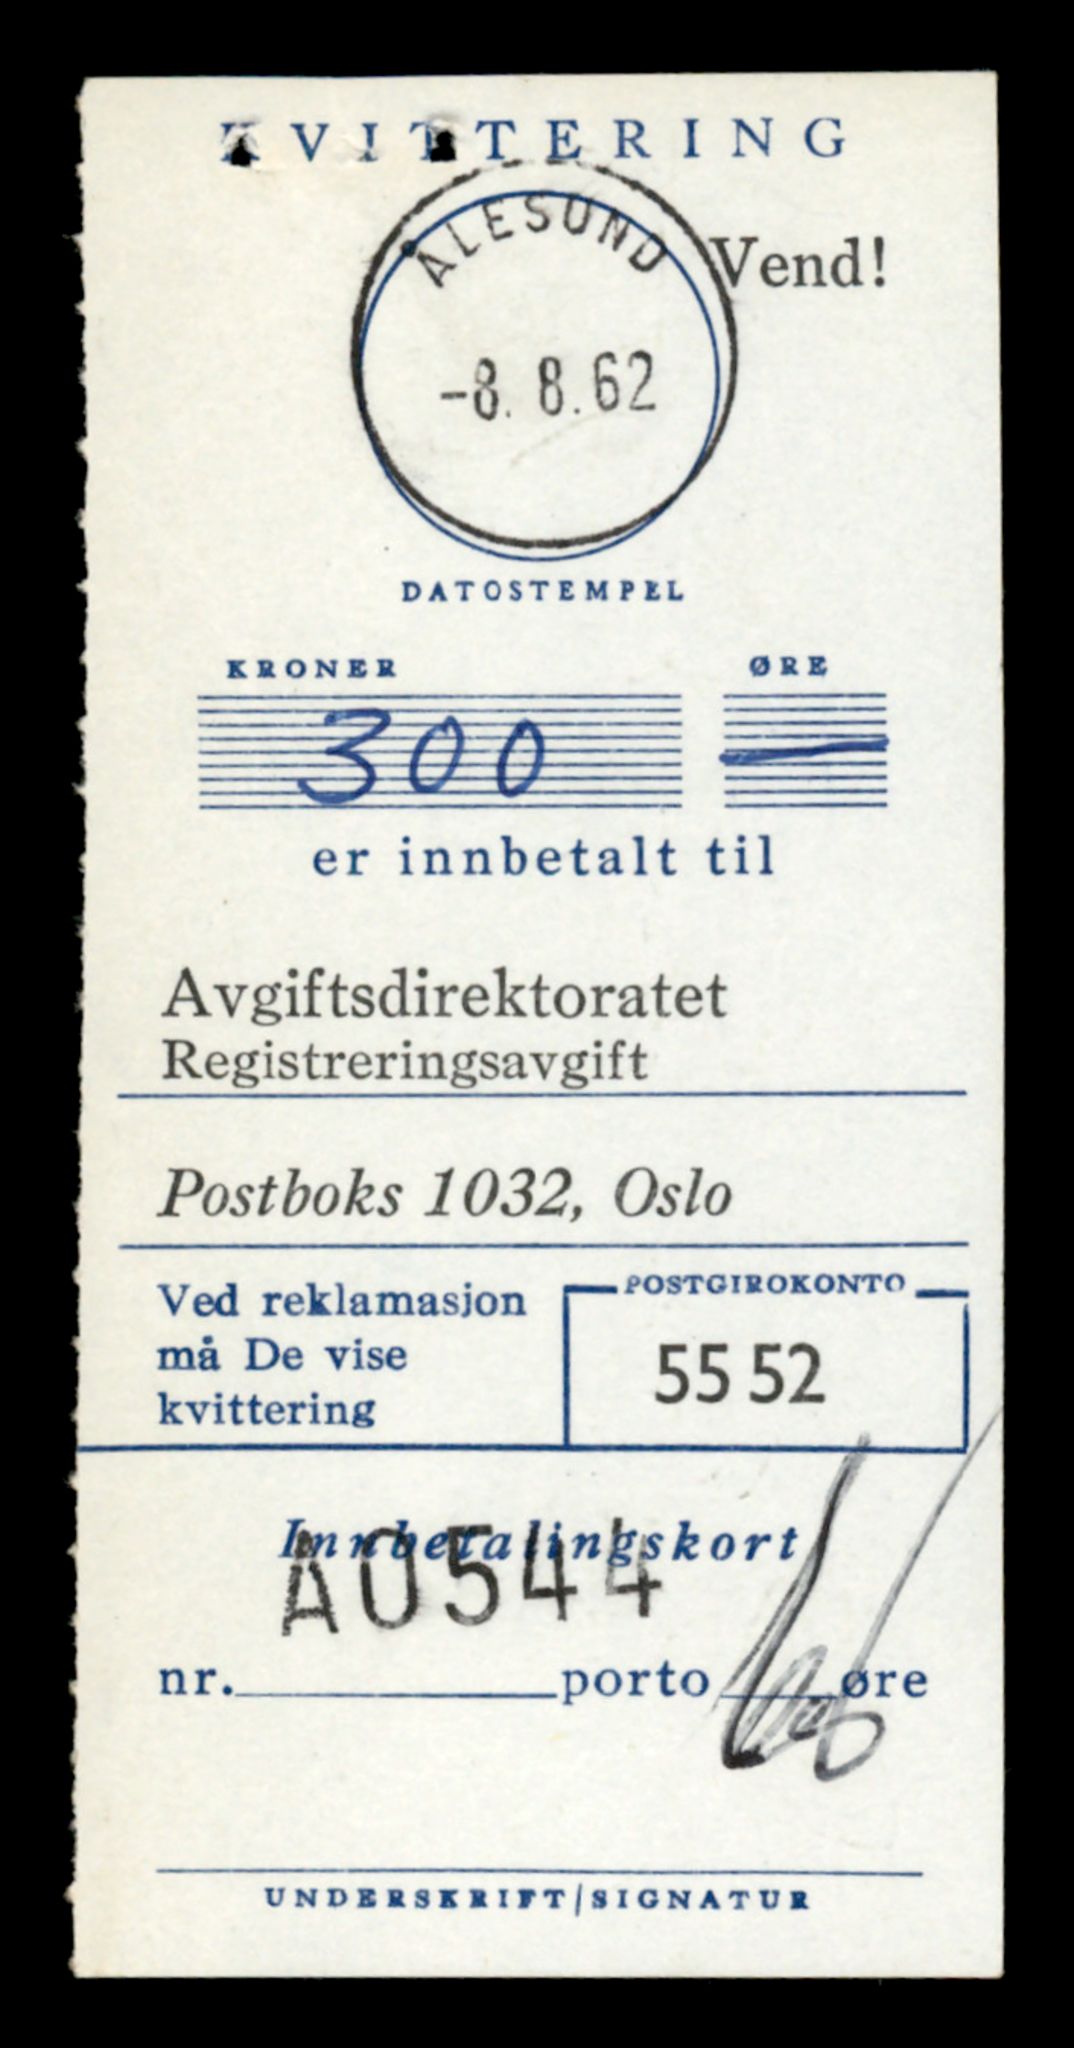 KVITTERING
ÅLESUND
Vend!
-8. 8. 62
DATOSTEMPEL
KRONER ØRE
300 —
er innbetalt til
Avgiftsdirektoratet
Registreringsavgift
Postboks 1032, Oslo
Ved reklamasjon
må De vise
kvittering
POSTGIROKONTO
55 52
Innbetalingskort
A0544
nr. porto øre
UNDERSKRIFT/SIGNATUR